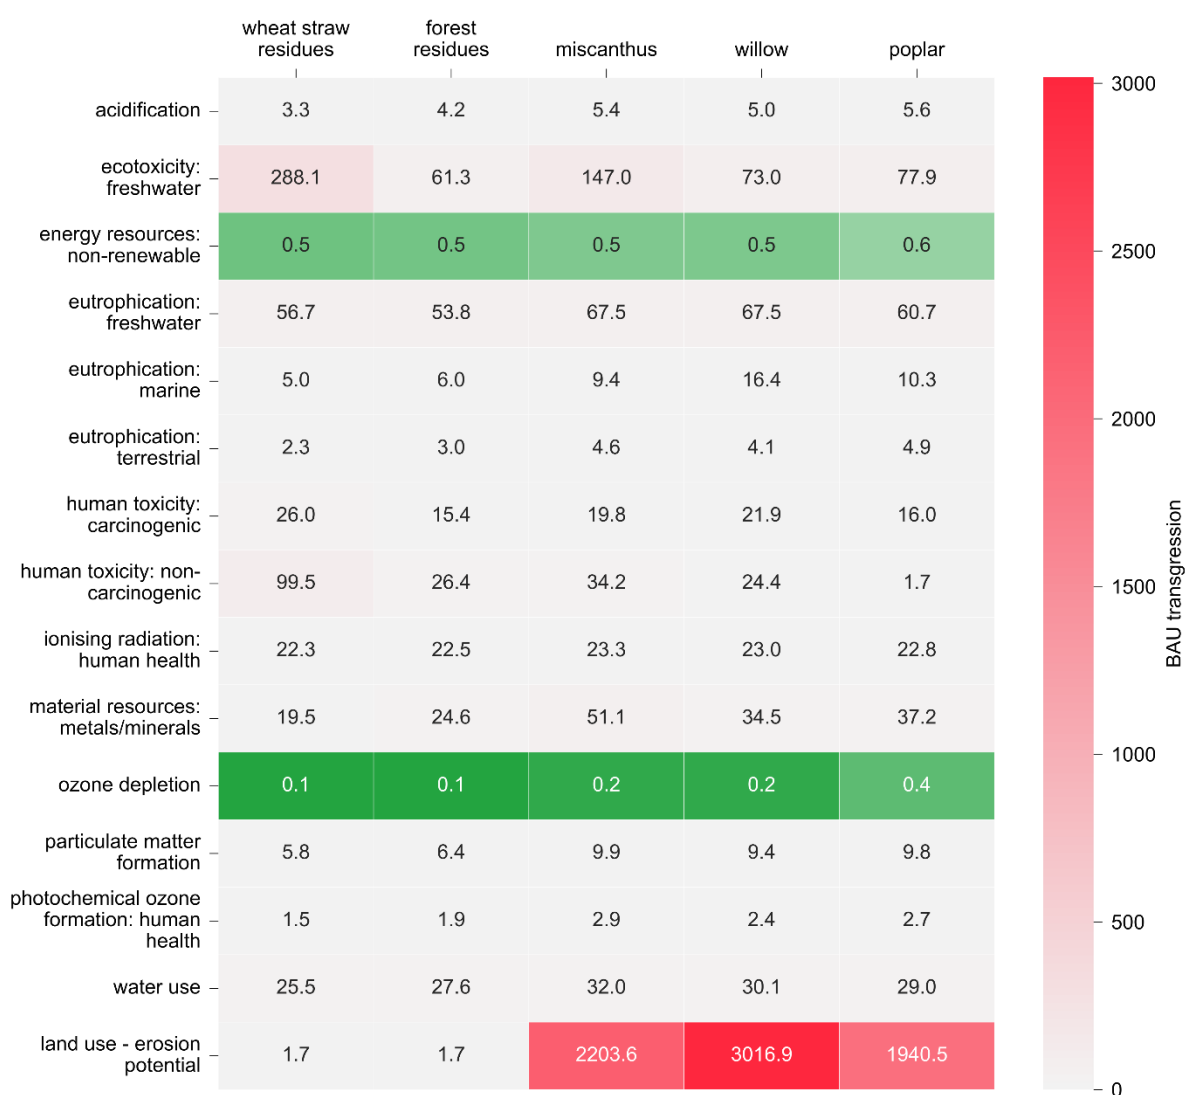 wheat straw
residues
forest
residues
miscanthus
willow
poplar
acidification
3.3 4.2 5.4 5.0 5.6
ecotoxicity:
freshwater
288.1 61.3 147.0 73.0 77.9
energy resources:
non-renewable
0.5 0.5 0.5 0.5 0.6
eutrophication:
freshwater
56.7 53.8 67.5 67.5 60.7
eutrophication:
marine
5.0 6.0 9.4 16.4 10.3
eutrophication:
terrestrial
2.3 3.0 4.6 4.1 4.9
human toxicity:
carcinogenic
26.0 15.4 19.8 21.9 16.0
human toxicity: non-
carcinogenic
99.5 26.4 34.2 24.4 1.7
ionising radiation:
human health
22.3 22.5 23.3 23.0 22.8
material resources:
metals/minerals
19.5 24.6 51.1 34.5 37.2
ozone depletion
0.1 0.1 0.2 0.2 0.4
particulate matter
formation
5.8 6.4 9.9 9.4 9.8
photochemical ozone
formation: human
health
1.5 1.9 2.9 2.4 2.7
water use
25.5 27.6 32.0 30.1 29.0
land use - erosion
potential
1.7 1.7 2203.6 3016.9 1940.5
3000
2500
2000
1500
1000
500
0
BAU transgression